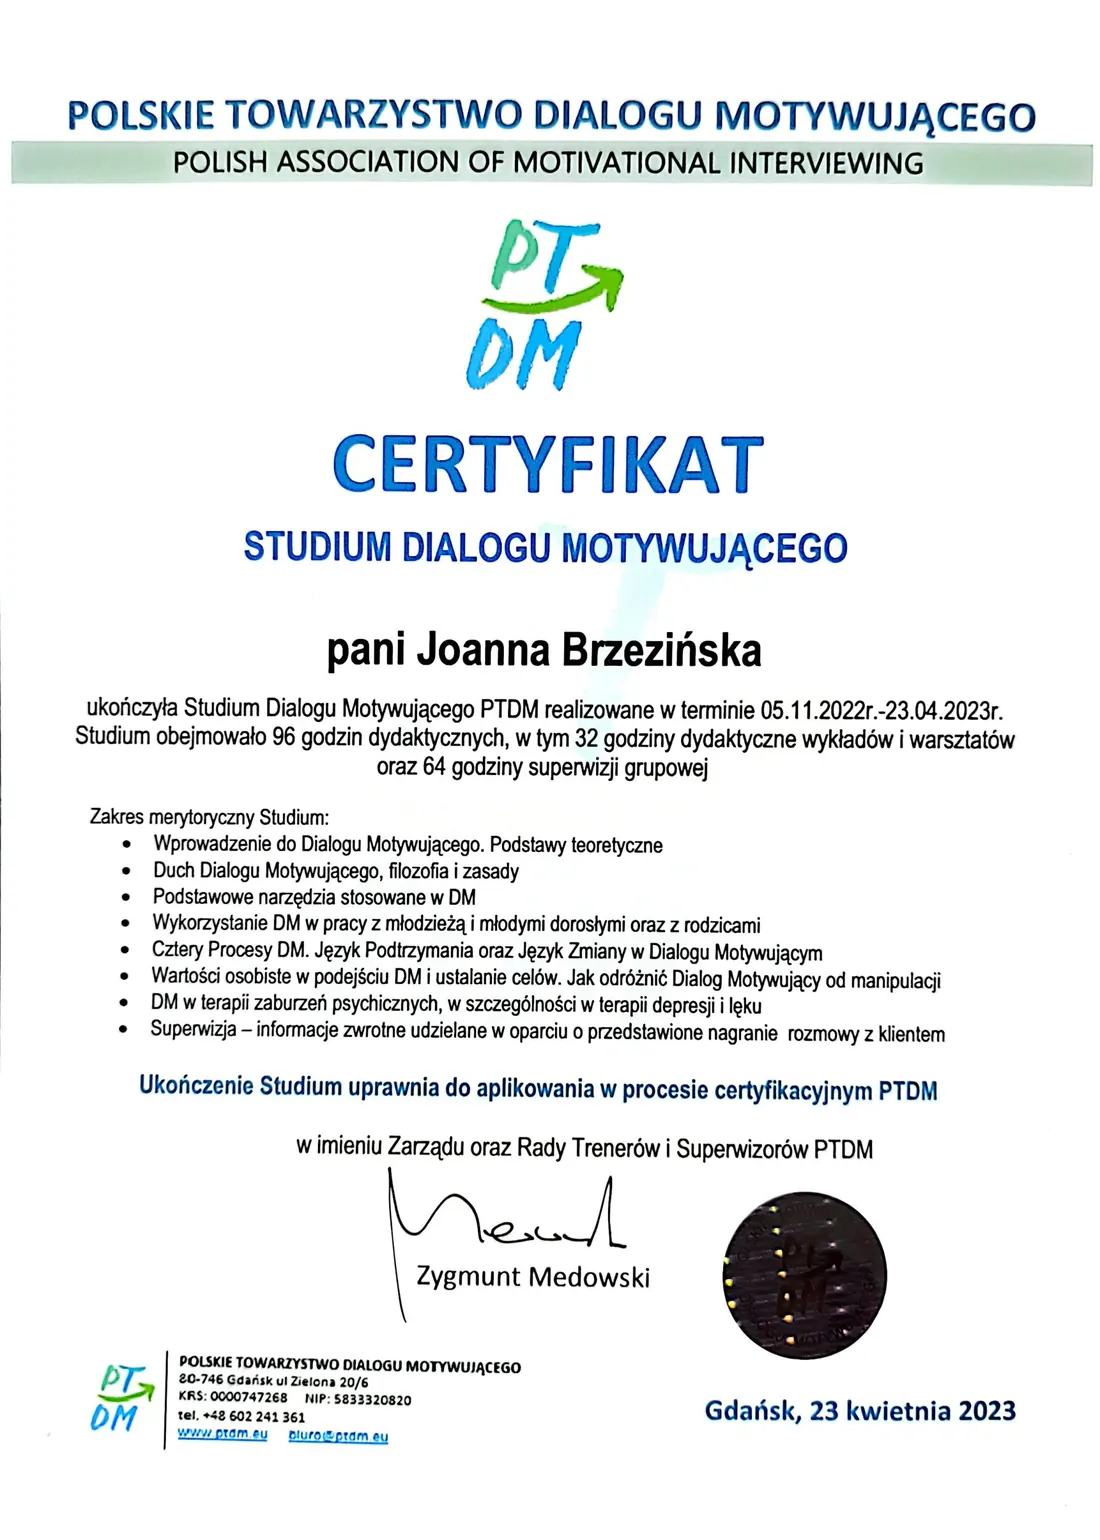 POLSKIE TOWARZYSTWO DIALOGU MOTYWUJĄCEGO
POLISH ASSOCIATION OF MOTIVATIONAL INTERVIEWING
PT
DM
CERTYFIKAT
STUDIUM DIALOGU MOTYWUJĄCEGO
pani Joanna Brzezińska
ukończyła Studium Dialogu Motywującego PTDM realizowane w terminie 05.11.2022r.-23.04.2023r.
Studium obejmowało 96 godzin dydaktycznych, w tym 32 godziny dydaktyczne wykładów i warsztatów
oraz 64 godziny superwizji grupowej
Zakres merytoryczny Studium:
• Wprowadzenie do Dialogu Motywującego. Podstawy teoretyczne
• Duch Dialogu Motywującego, filozofia i zasady
• Podstawowe narzędzia stosowane w DM
• Wykorzystanie DM w pracy z młodzieżą i młodymi dorosłymi oraz z rodzicami
• Cztery Procesy DM. Język Podtrzymania oraz Język Zmiany w Dialogu Motywującym
• Wartości osobiste w podejściu DM i ustalanie celów. Jak odróżnić Dialog Motywujący od manipulacji
• DM w terapii zaburzeń psychicznych, w szczególności w terapii depresji i lęku
• Superwizja – informacje zwrotne udzielane w oparciu o przedstawione nagranie rozmowy z klientem
Ukończenie Studium uprawnia do aplikowania w procesie certyfikacyjnym PTDM
w imieniu Zarządu oraz Rady Trenerów i Superwizorów PTDM
Zygmunt Medowski
PT
DM
PT
DM
POLSKIE TOWARZYSTWO DIALOGU MOTYWUJĄCEGO
80-746 Gdańsk ul Zielona 20/6
KRS: 0000747268 NIP: 5833320820
tel. +48 602 241 361
www.ptdm.eu biuro@ptdm.eu
Gdańsk, 23 kwietnia 2023